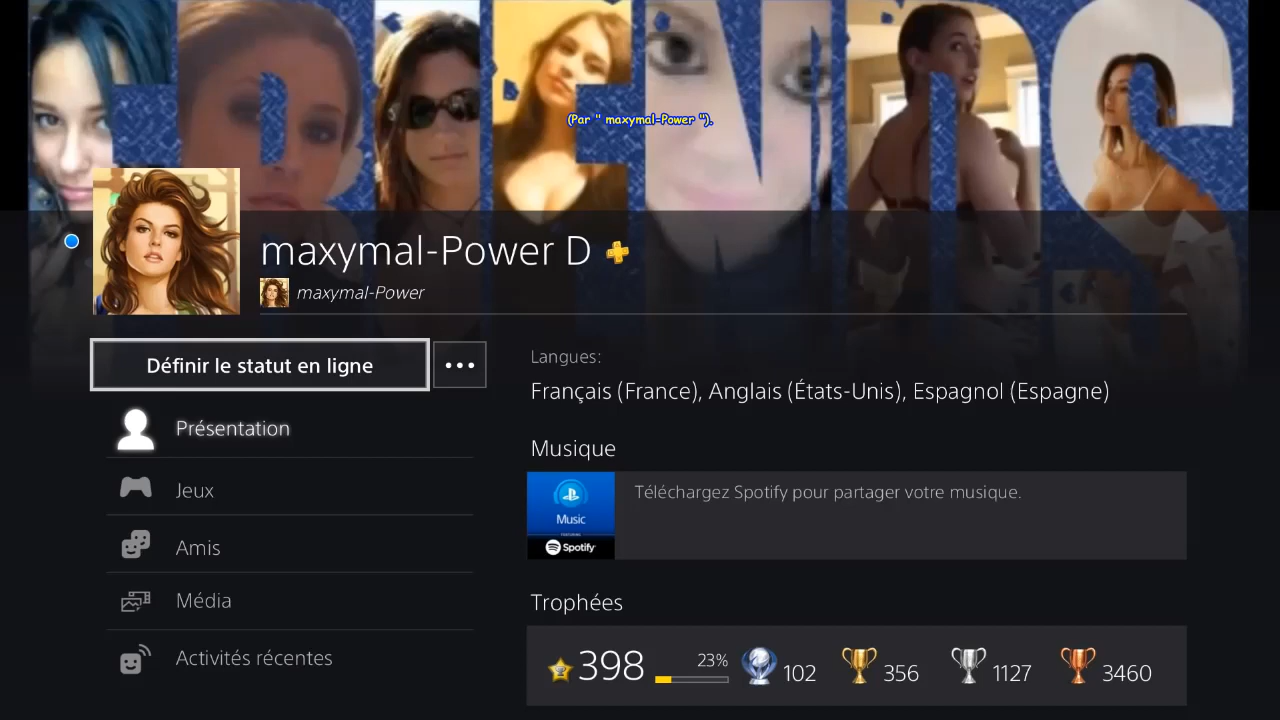 FRIENDS
(Par " maxymal-Power ").
maxymal-Power D
maxymal-Power
Définir le statut en ligne
Présentation
Jeux
Amis
Média
Activités récentes
Langues:
Français (France), Anglais (États-Unis), Espagnol (Espagne)
Musique
Téléchargez Spotify pour partager votre musique.
Music
Spotify
Trophées
398
23%
102
356
1127
3460